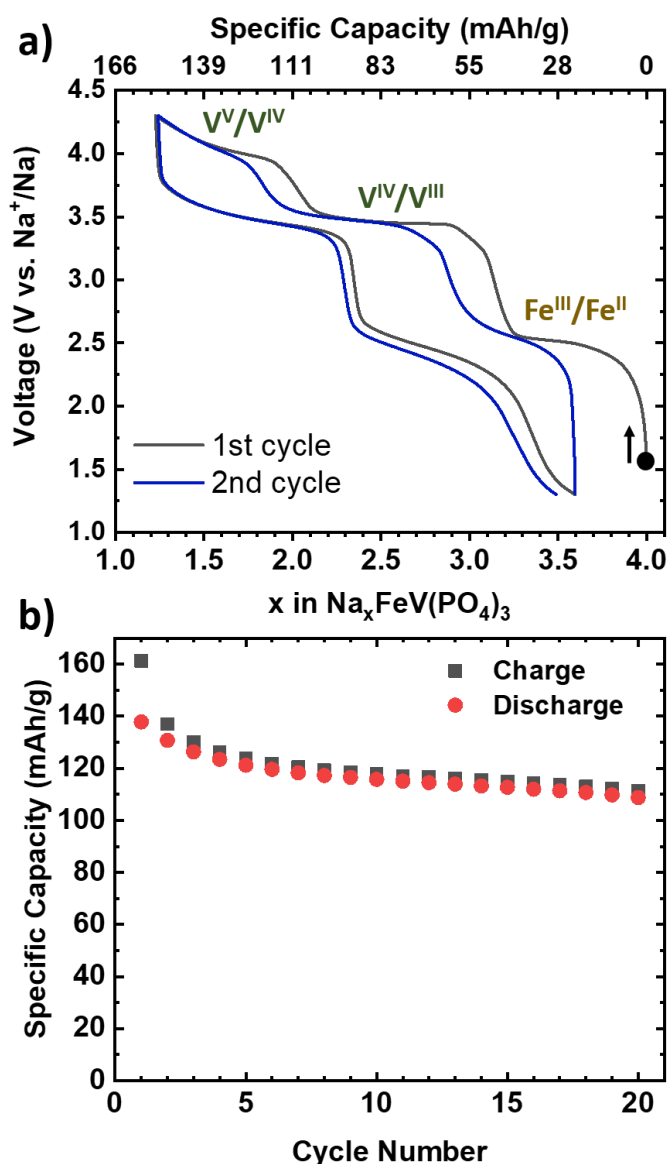 a)
Specific Capacity (mAh/g)
166 139 111 83 55 28 0
4.5
4.0
3.5
3.0
2.5
2.0
1.5
1.0
Voltage (V vs. Na⁺/Na)
Vⱽ/Vᴵⱽ
Vᴵⱽ/Vᴵᴵᴵ
Feᴵᴵᴵ/Feᴵᴵ
1st cycle
2nd cycle
1.0 1.5 2.0 2.5 3.0 3.5 4.0
x in NaₓFeV(PO₄)₃
b)
160
140
120
100
80
60
40
20
0
Specific Capacity (mAh/g)
Charge
Discharge
0 5 10 15 20
Cycle Number